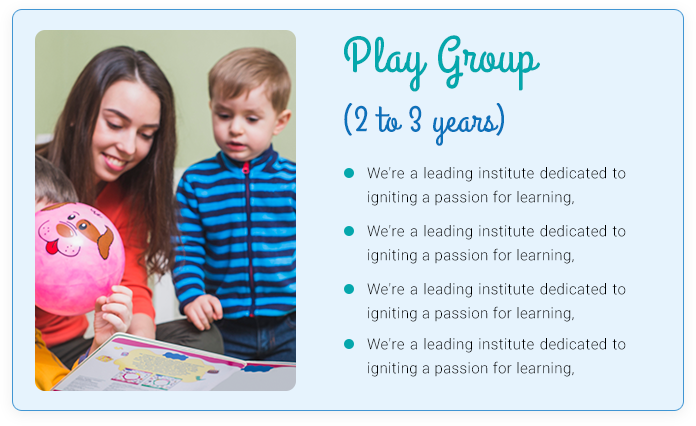 Play Group
(2 to 3 years)
We're a leading institute dedicated to
igniting a passion for learning,
We're a leading institute dedicated to
igniting a passion for learning,
We're a leading institute dedicated to
igniting a passion for learning,
We're a leading institute dedicated to
igniting a passion for learning,